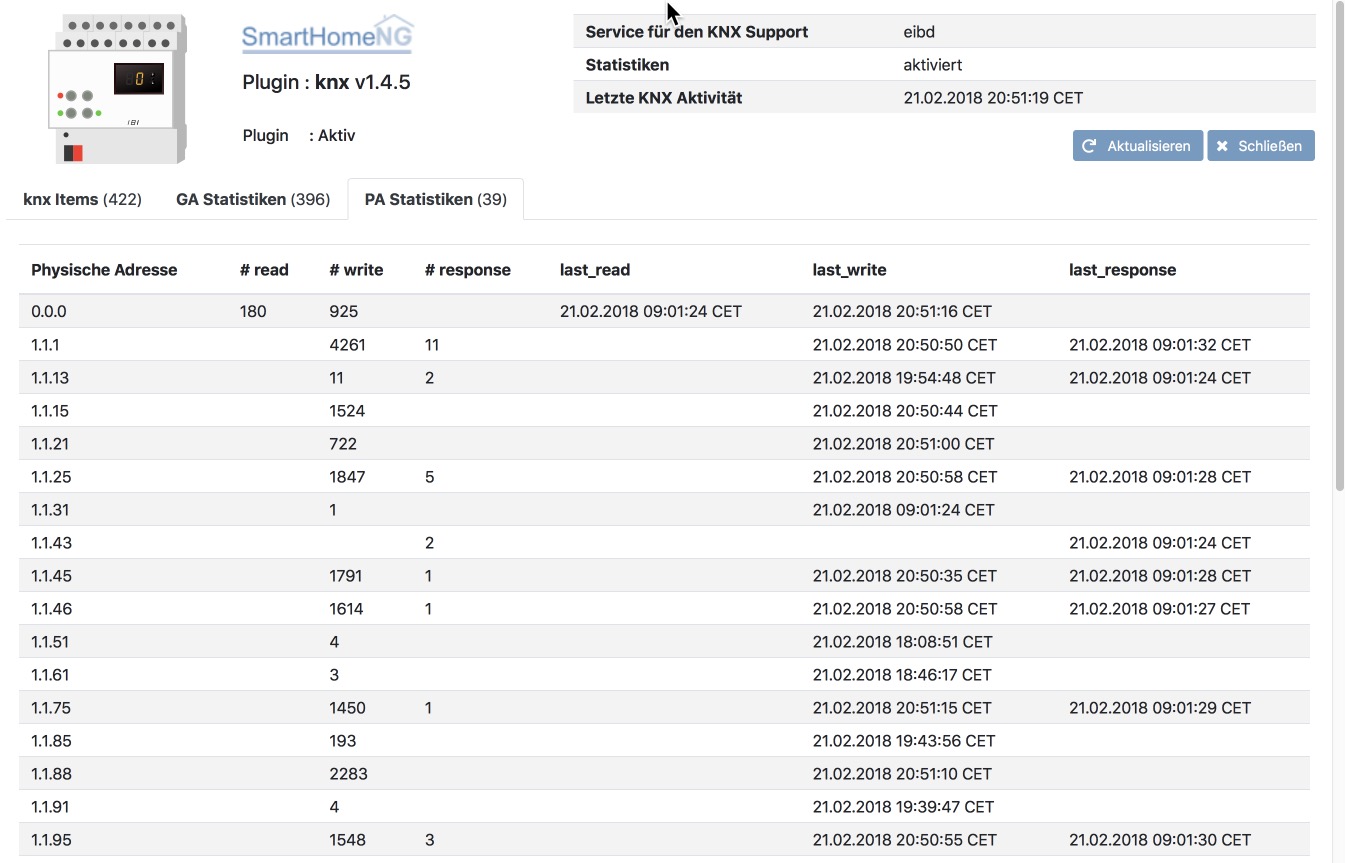 SmartHomeNG
Plugin : knx v1.4.5
Plugin : Aktiv
Service für den KNX Support eibd
Statistiken aktiviert
Letzte KNX Aktivität 21.02.2018 20:51:19 CET
Aktualisieren Schließen
knx Items (422) GA Statistiken (396) PA Statistiken (39)
Physische Adresse # read # write # response last_read last_write last_response
0.0.0 180 925 21.02.2018 09:01:24 CET 21.02.2018 20:51:16 CET
1.1.1 4261 11 21.02.2018 20:50:50 CET 21.02.2018 09:01:32 CET
1.1.13 11 2 21.02.2018 19:54:48 CET 21.02.2018 09:01:24 CET
1.1.15 1524 21.02.2018 20:50:44 CET
1.1.21 722 21.02.2018 20:51:00 CET
1.1.25 1847 5 21.02.2018 20:50:58 CET 21.02.2018 09:01:28 CET
1.1.31 1 21.02.2018 09:01:24 CET
1.1.43 2 21.02.2018 09:01:24 CET
1.1.45 1791 1 21.02.2018 20:50:35 CET 21.02.2018 09:01:28 CET
1.1.46 1614 1 21.02.2018 20:50:58 CET 21.02.2018 09:01:27 CET
1.1.51 4 21.02.2018 18:08:51 CET
1.1.61 3 21.02.2018 18:46:17 CET
1.1.75 1450 1 21.02.2018 20:51:15 CET 21.02.2018 09:01:29 CET
1.1.85 193 21.02.2018 19:43:56 CET
1.1.88 2283 21.02.2018 20:51:10 CET
1.1.91 4 21.02.2018 19:39:47 CET
1.1.95 1548 3 21.02.2018 20:50:55 CET 21.02.2018 09:01:30 CET